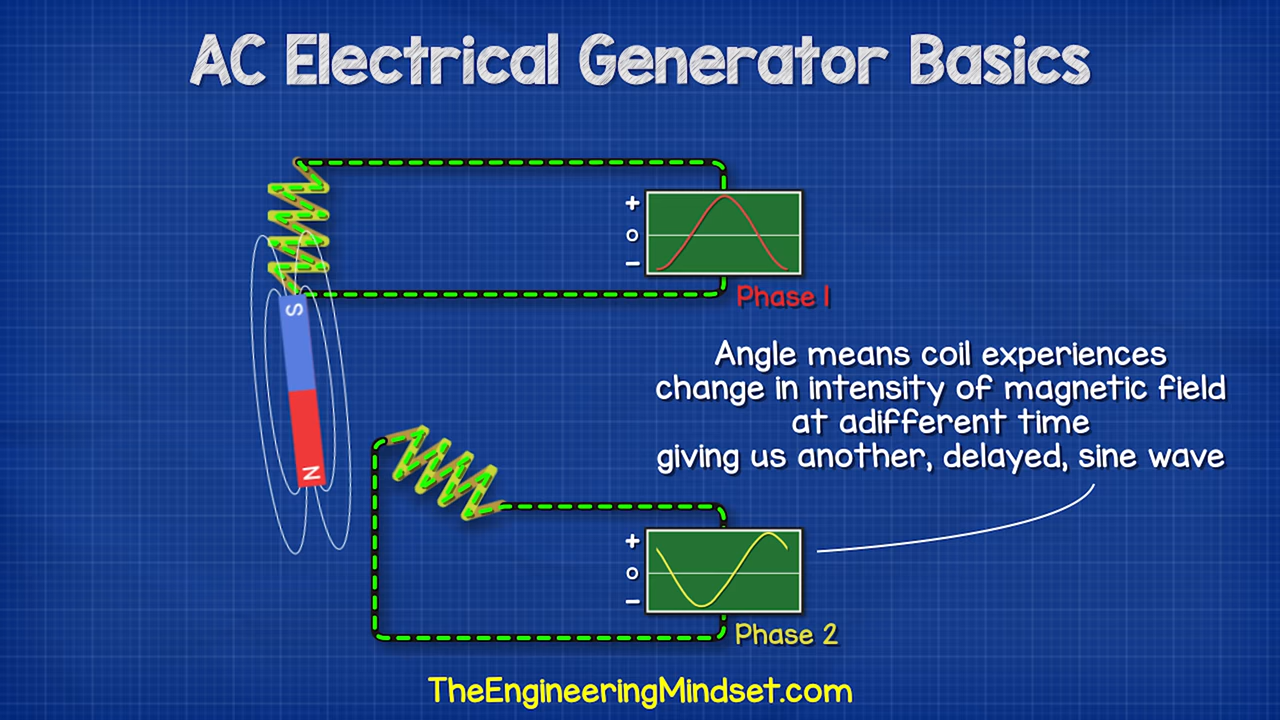 AC Electrical Generator Basics
+
o
−
Phase 1
S
N
Angle means coil experiences
change in intensity of magnetic field
at adifferent time
giving us another, delayed, sine wave
+
o
−
Phase 2
TheEngineeringMindset.com